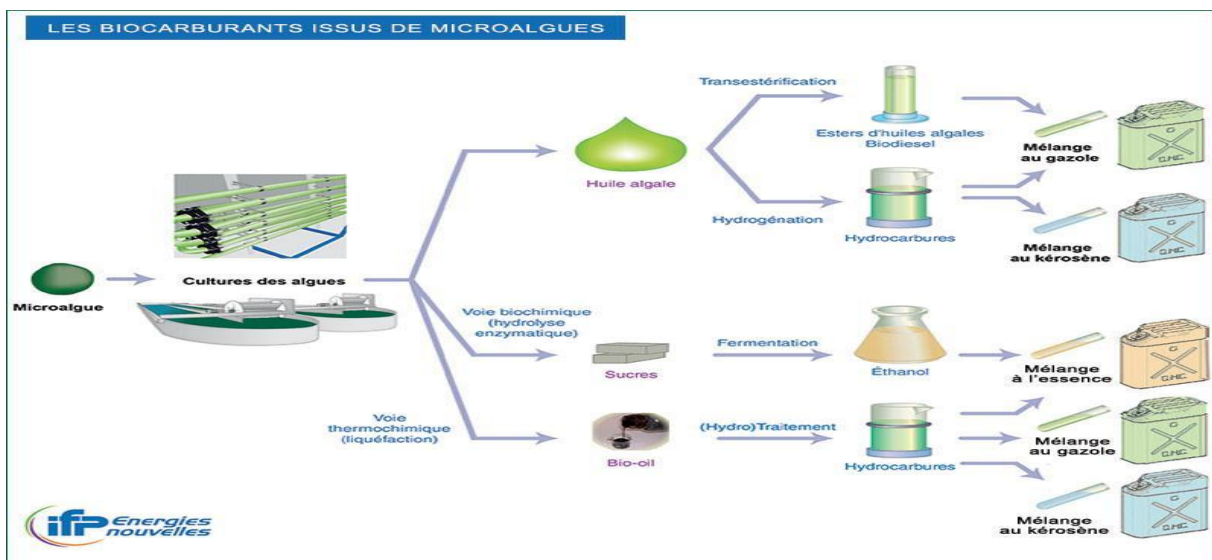 LES BIOCARBURANTS ISSUS DE MICROALGUES
Microalgue
Cultures des algues
Huile algale
Transestérification
Esters d'huiles algales
Biodiesel
Mélange
au gazole
Hydrogénation
Hydrocarbures
Mélange
au kérosène
Voie biochimique
(hydrolyse
enzymatique)
Sucres
Fermentation
Éthanol
Mélange
à l'essence
Voie
thermochimique
(liquéfaction)
Bio-oil
(Hydro)Traitement
Hydrocarbures
Mélange
au gazole
Mélange
au kérosène
ifp Energies
nouvelles